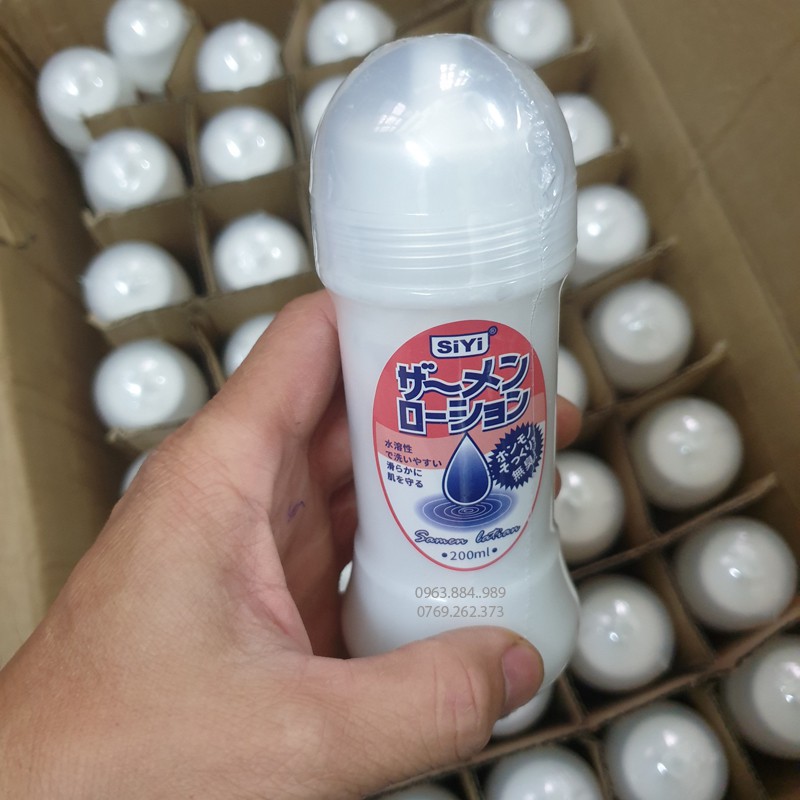 SiYi®
ザ〜メン
ローション
水溶性
で洗いやすい
滑らかに
肌を守る
ホンモノ
そっくり
無臭
Samen lotion
•200ml•
0963.884..989
0769.262.373